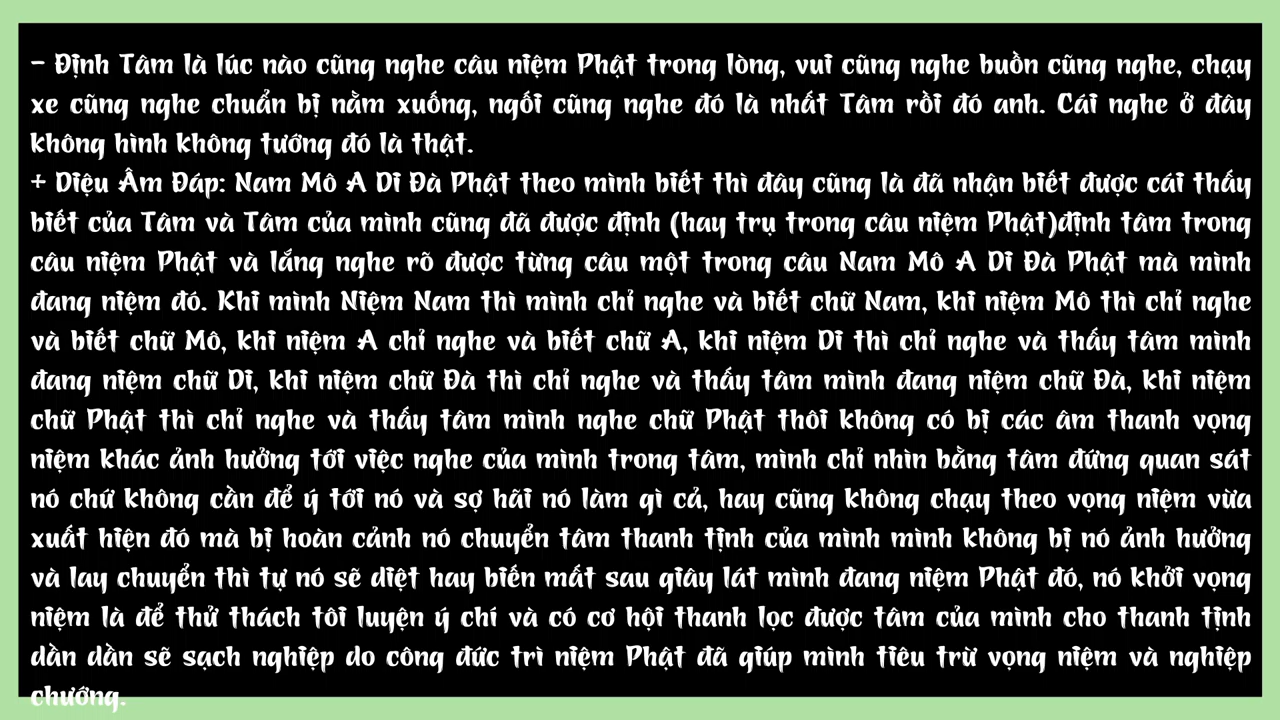 – Định Tâm là lúc nào cũng nghe câu niệm Phật trong lòng, vui cũng nghe buồn cũng nghe, chạy
xe cũng nghe chuẩn bị nằm xuống, ngối cũng nghe đó là nhất Tâm rồi đó anh. Cái nghe ở đây
không hình không tướng đó là thật.
+ Diệu Âm Đáp: Nam Mô A Di Đà Phật theo mình biết thì đây cũng là đã nhận biết được cái thấy
biết của Tâm và Tâm của mình cũng đã được định (hay trụ trong câu niệm Phật)định tâm trong
câu niệm Phật và lắng nghe rõ được từng câu một trong câu Nam Mô A Di Đà Phật mà mình
đang niệm đó. Khi mình Niệm Nam thì mình chỉ nghe và biết chữ Nam, khi niệm Mô thì chỉ nghe
và biết chữ Mô, khi niệm A chỉ nghe và biết chữ A, khi niệm Di thì chỉ nghe và thấy tâm mình
đang niệm chữ Di, khi niệm chữ Đà thì chỉ nghe và thấy tâm mình đang niệm chữ Đà, khi niệm
chữ Phật thì chỉ nghe và thấy tâm mình nghe chữ Phật thôi không có bị các âm thanh vọng
niệm khác ảnh hưởng tới việc nghe của mình trong tâm, mình chỉ nhìn bằng tâm đứng quan sát
nó chứ không cần để ý tới nó và sợ hãi nó làm gì cả, hay cũng không chạy theo vọng niệm vừa
xuất hiện đó mà bị hoàn cảnh nó chuyển tâm thanh tịnh của mình mình không bị nó ảnh hưởng
và lay chuyển thì tự nó sẽ diệt hay biến mất sau giây lát mình đang niệm Phật đó, nó khởi vọng
niệm là để thử thách tôi luyện ý chí và có cơ hội thanh lọc được tâm của mình cho thanh tịnh
dần dần sẽ sạch nghiệp do công đức trì niệm Phật đã giúp mình tiêu trừ vọng niệm và nghiệp
chướng.